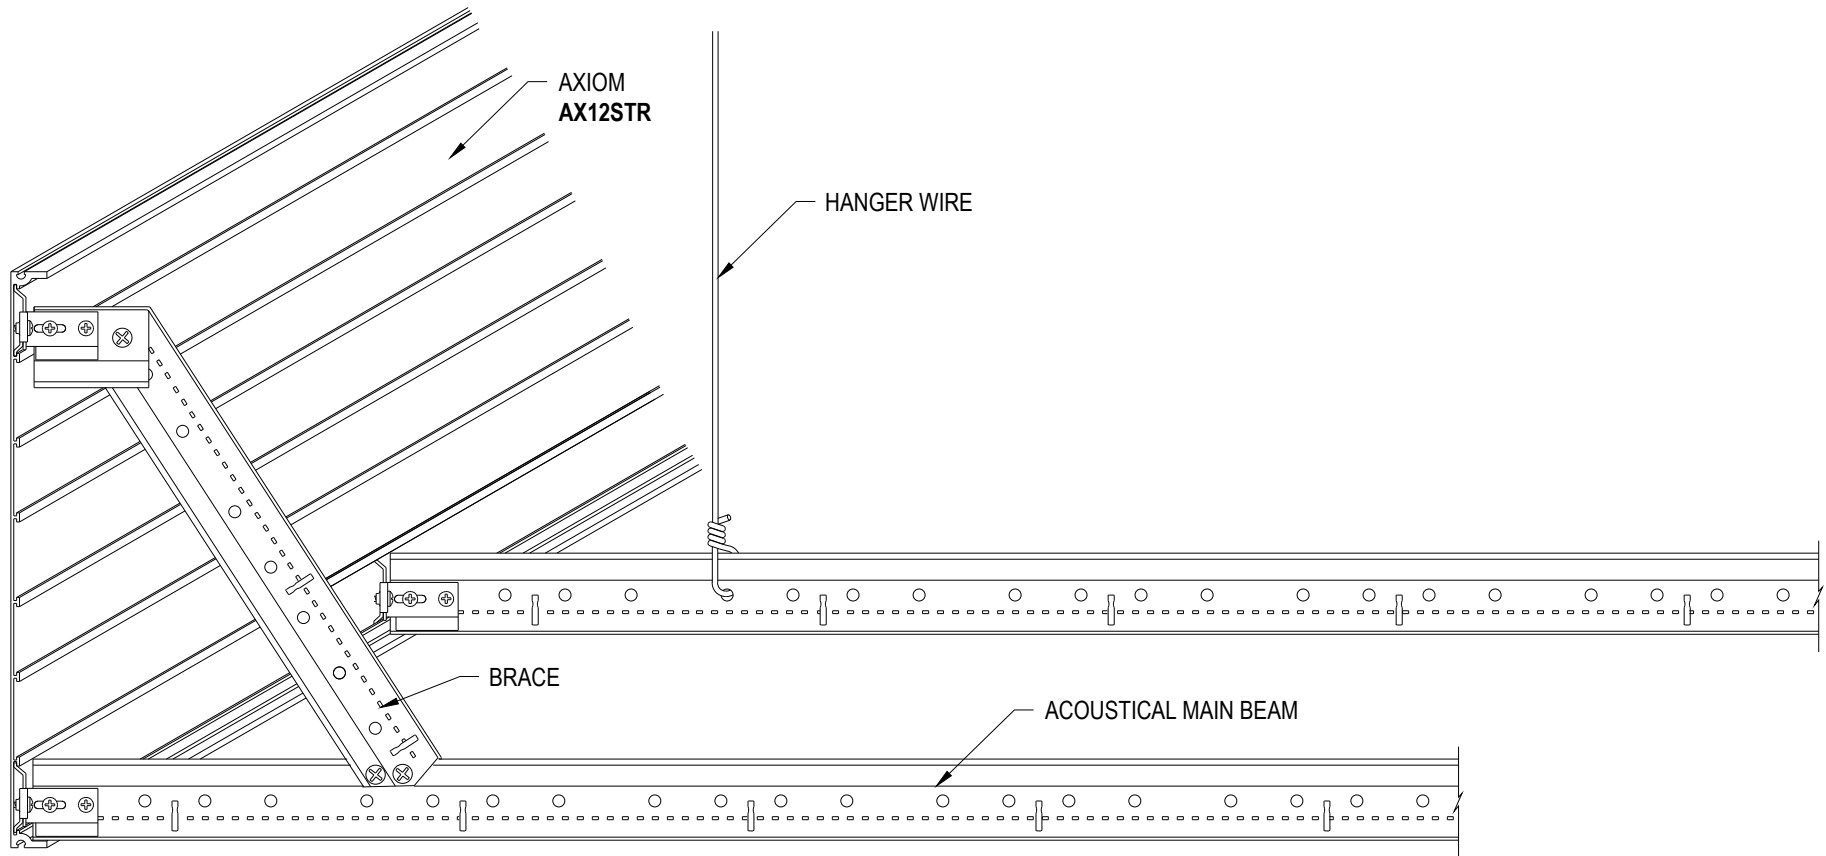 AXIOM
AX12STR
HANGER WIRE
BRACE
ACOUSTICAL MAIN BEAM